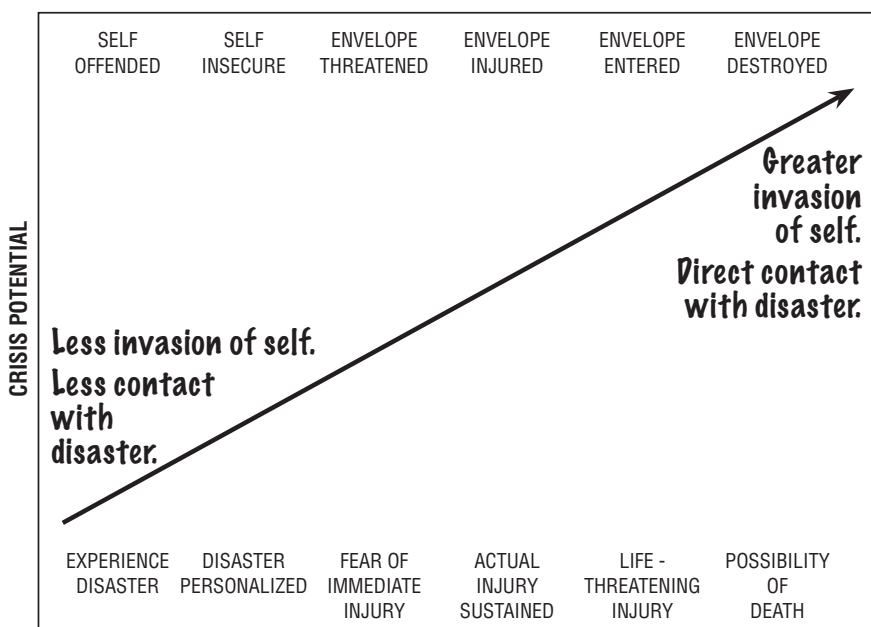 SELF
OFFENDED
SELF
INSECURE
ENVELOPE
THREATENED
ENVELOPE
INJURED
ENVELOPE
ENTERED
ENVELOPE
DESTROYED
Greater
invasion
of self.
Direct contact
with disaster.
CRISIS POTENTIAL
Less invasion of self.
Less contact
with
disaster.
EXPERIENCE
DISASTER
DISASTER
PERSONALIZED
FEAR OF
IMMEDIATE
INJURY
ACTUAL
INJURY
SUSTAINED
LIFE -
THREATENING
INJURY
POSSIBILITY
OF
DEATH